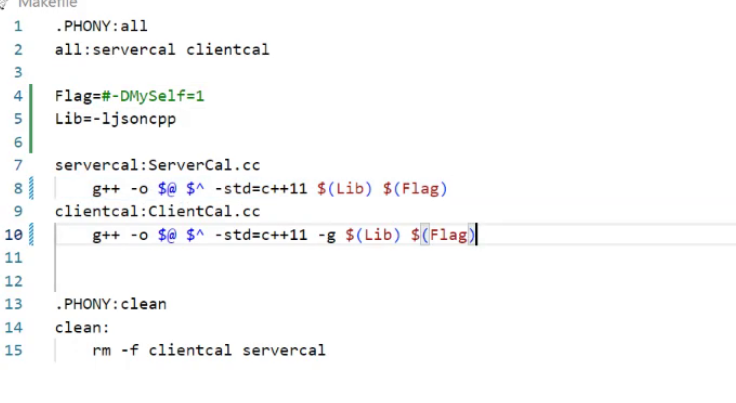 Makefile
1 .PHONY:all
2 all:servercal clientcal
3
4 Flag=#-DMySelf=1
5 Lib=-ljsoncpp
6
7 servercal:ServerCal.cc
8 g++ -o $@ $^ -std=c++11 $(Lib) $(Flag)
9 clientcal:ClientCal.cc
10 g++ -o $@ $^ -std=c++11 -g $(Lib) $(Flag)
11
12
13 .PHONY:clean
14 clean:
15 rm -f clientcal servercal